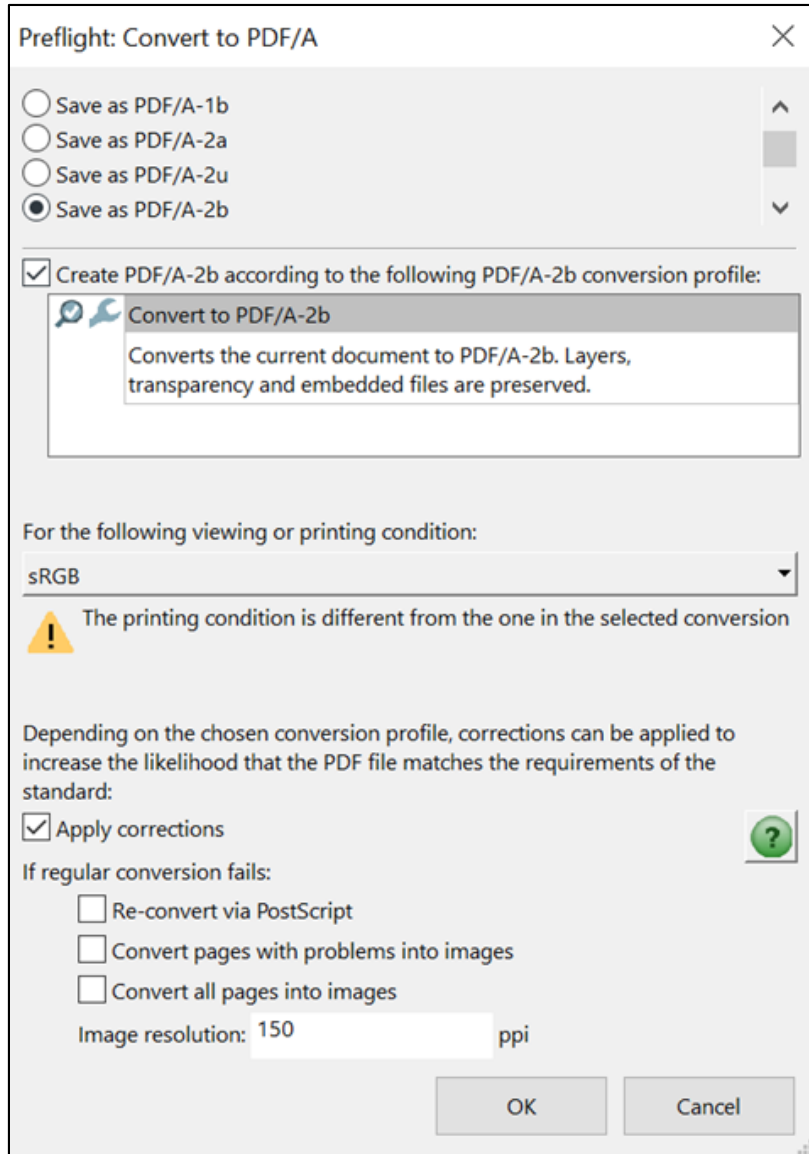 Preflight: Convert to PDF/A
Save as PDF/A-1b
Save as PDF/A-2a
Save as PDF/A-2u
Save as PDF/A-2b
Create PDF/A-2b according to the following PDF/A-2b conversion profile:
Convert to PDF/A-2b
Converts the current document to PDF/A-2b. Layers,
transparency and embedded files are preserved.
For the following viewing or printing condition:
sRGB
The printing condition is different from the one in the selected conversion
Depending on the chosen conversion profile, corrections can be applied to
increase the likelihood that the PDF file matches the requirements of the
standard:
Apply corrections
?
If regular conversion fails:
Re-convert via PostScript
Convert pages with problems into images
Convert all pages into images
Image resolution: 150 ppi
OK Cancel